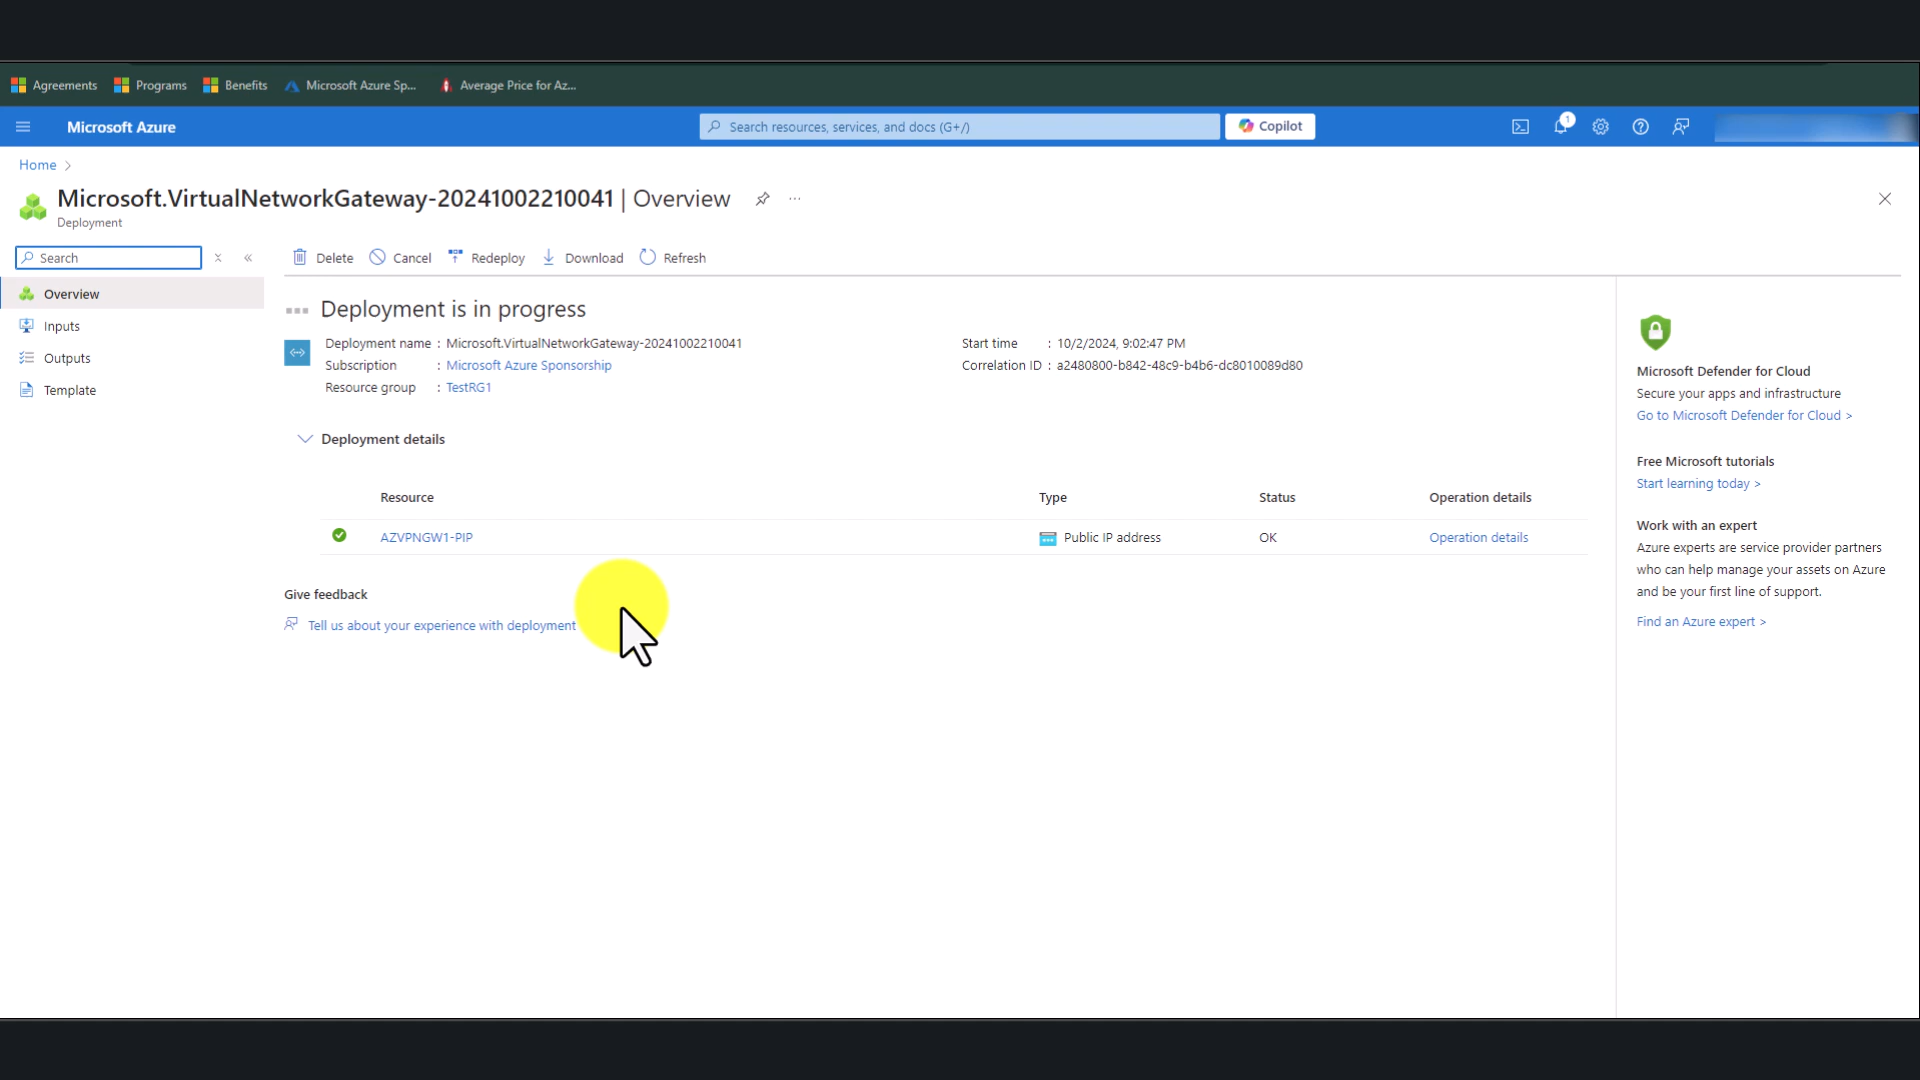 Agreements Programs Benefits Microsoft Azure Sp... Average Price for Az...
Microsoft Azure Search resources, services, and docs (G+/) Copilot 1
Home
Microsoft.VirtualNetworkGateway-20241002210041 | Overview ...
Deployment
Search
Delete Cancel Redeploy Download Refresh
Overview
Inputs
Outputs
Template
Deployment is in progress
Deployment name : Microsoft.VirtualNetworkGateway-20241002210041
Subscription : Microsoft Azure Sponsorship
Resource group : TestRG1
Start time : 10/2/2024, 9:02:47 PM
Correlation ID : a2480800-b842-48c9-b4b6-dc8010089d80
Deployment details
Resource Type Status Operation details
AZVPNGW1-PIP Public IP address OK Operation details
Give feedback
Tell us about your experience with deployment
Microsoft Defender for Cloud
Secure your apps and infrastructure
Go to Microsoft Defender for Cloud >
Free Microsoft tutorials
Start learning today >
Work with an expert
Azure experts are service provider partners
who can help manage your assets on Azure
and be your first line of support.
Find an Azure expert >